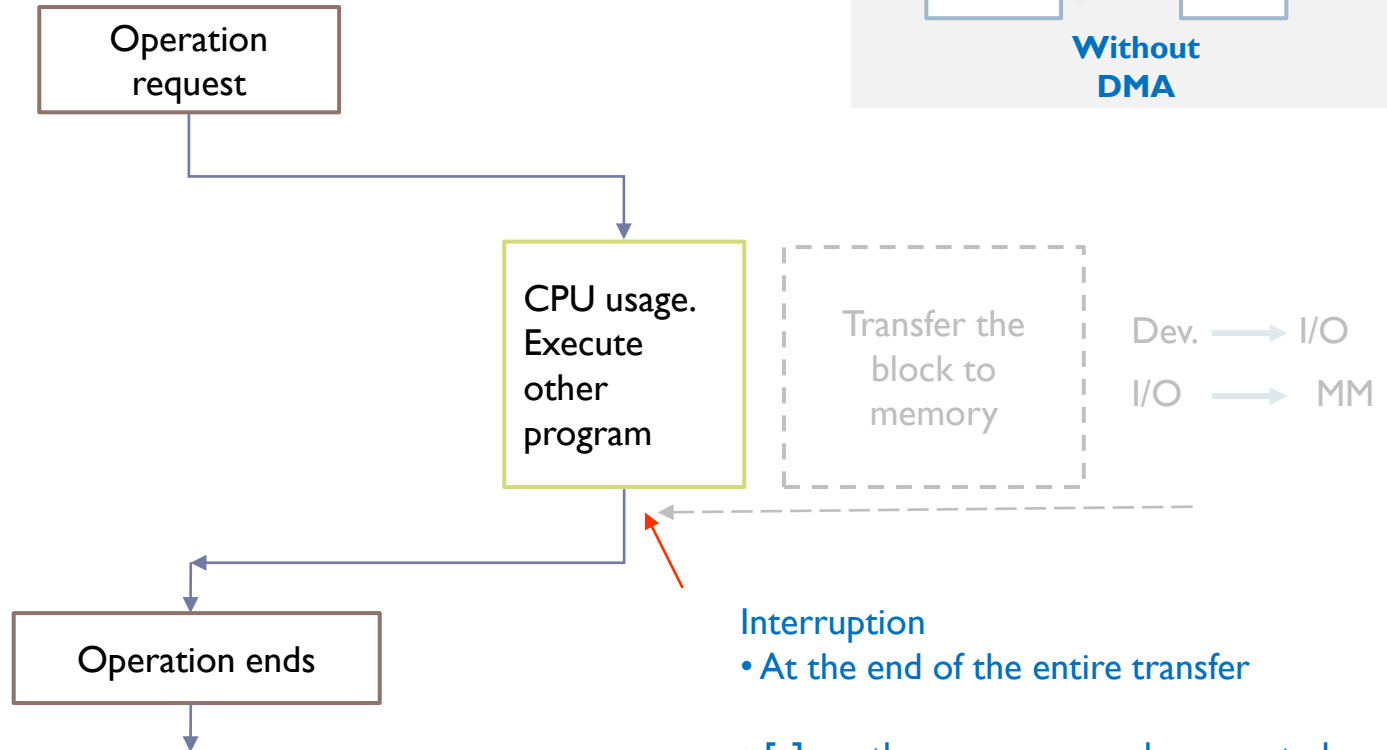 Operation
request
Without
DMA
CPU usage.
Execute
other
program
Transfer the
block to
memory
Dev. I/O
I/O MM
Interruption
• At the end of the entire transfer
Operation ends